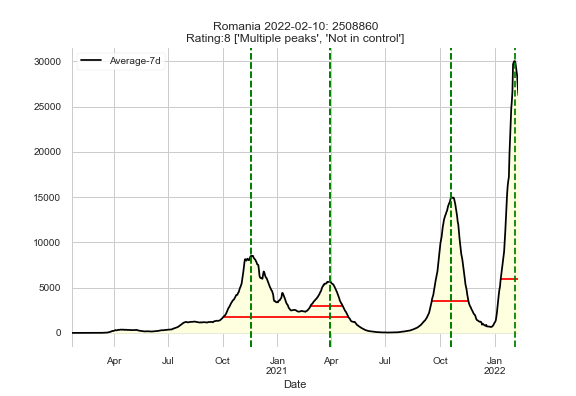 Romania 2022-02-10: 2508860
Rating:8 ['Multiple peaks', 'Not in control']
Average-7d
30000
25000
20000
15000
10000
5000
0
Apr Jul Oct Jan Apr Jul Oct Jan
2021 2022
Date